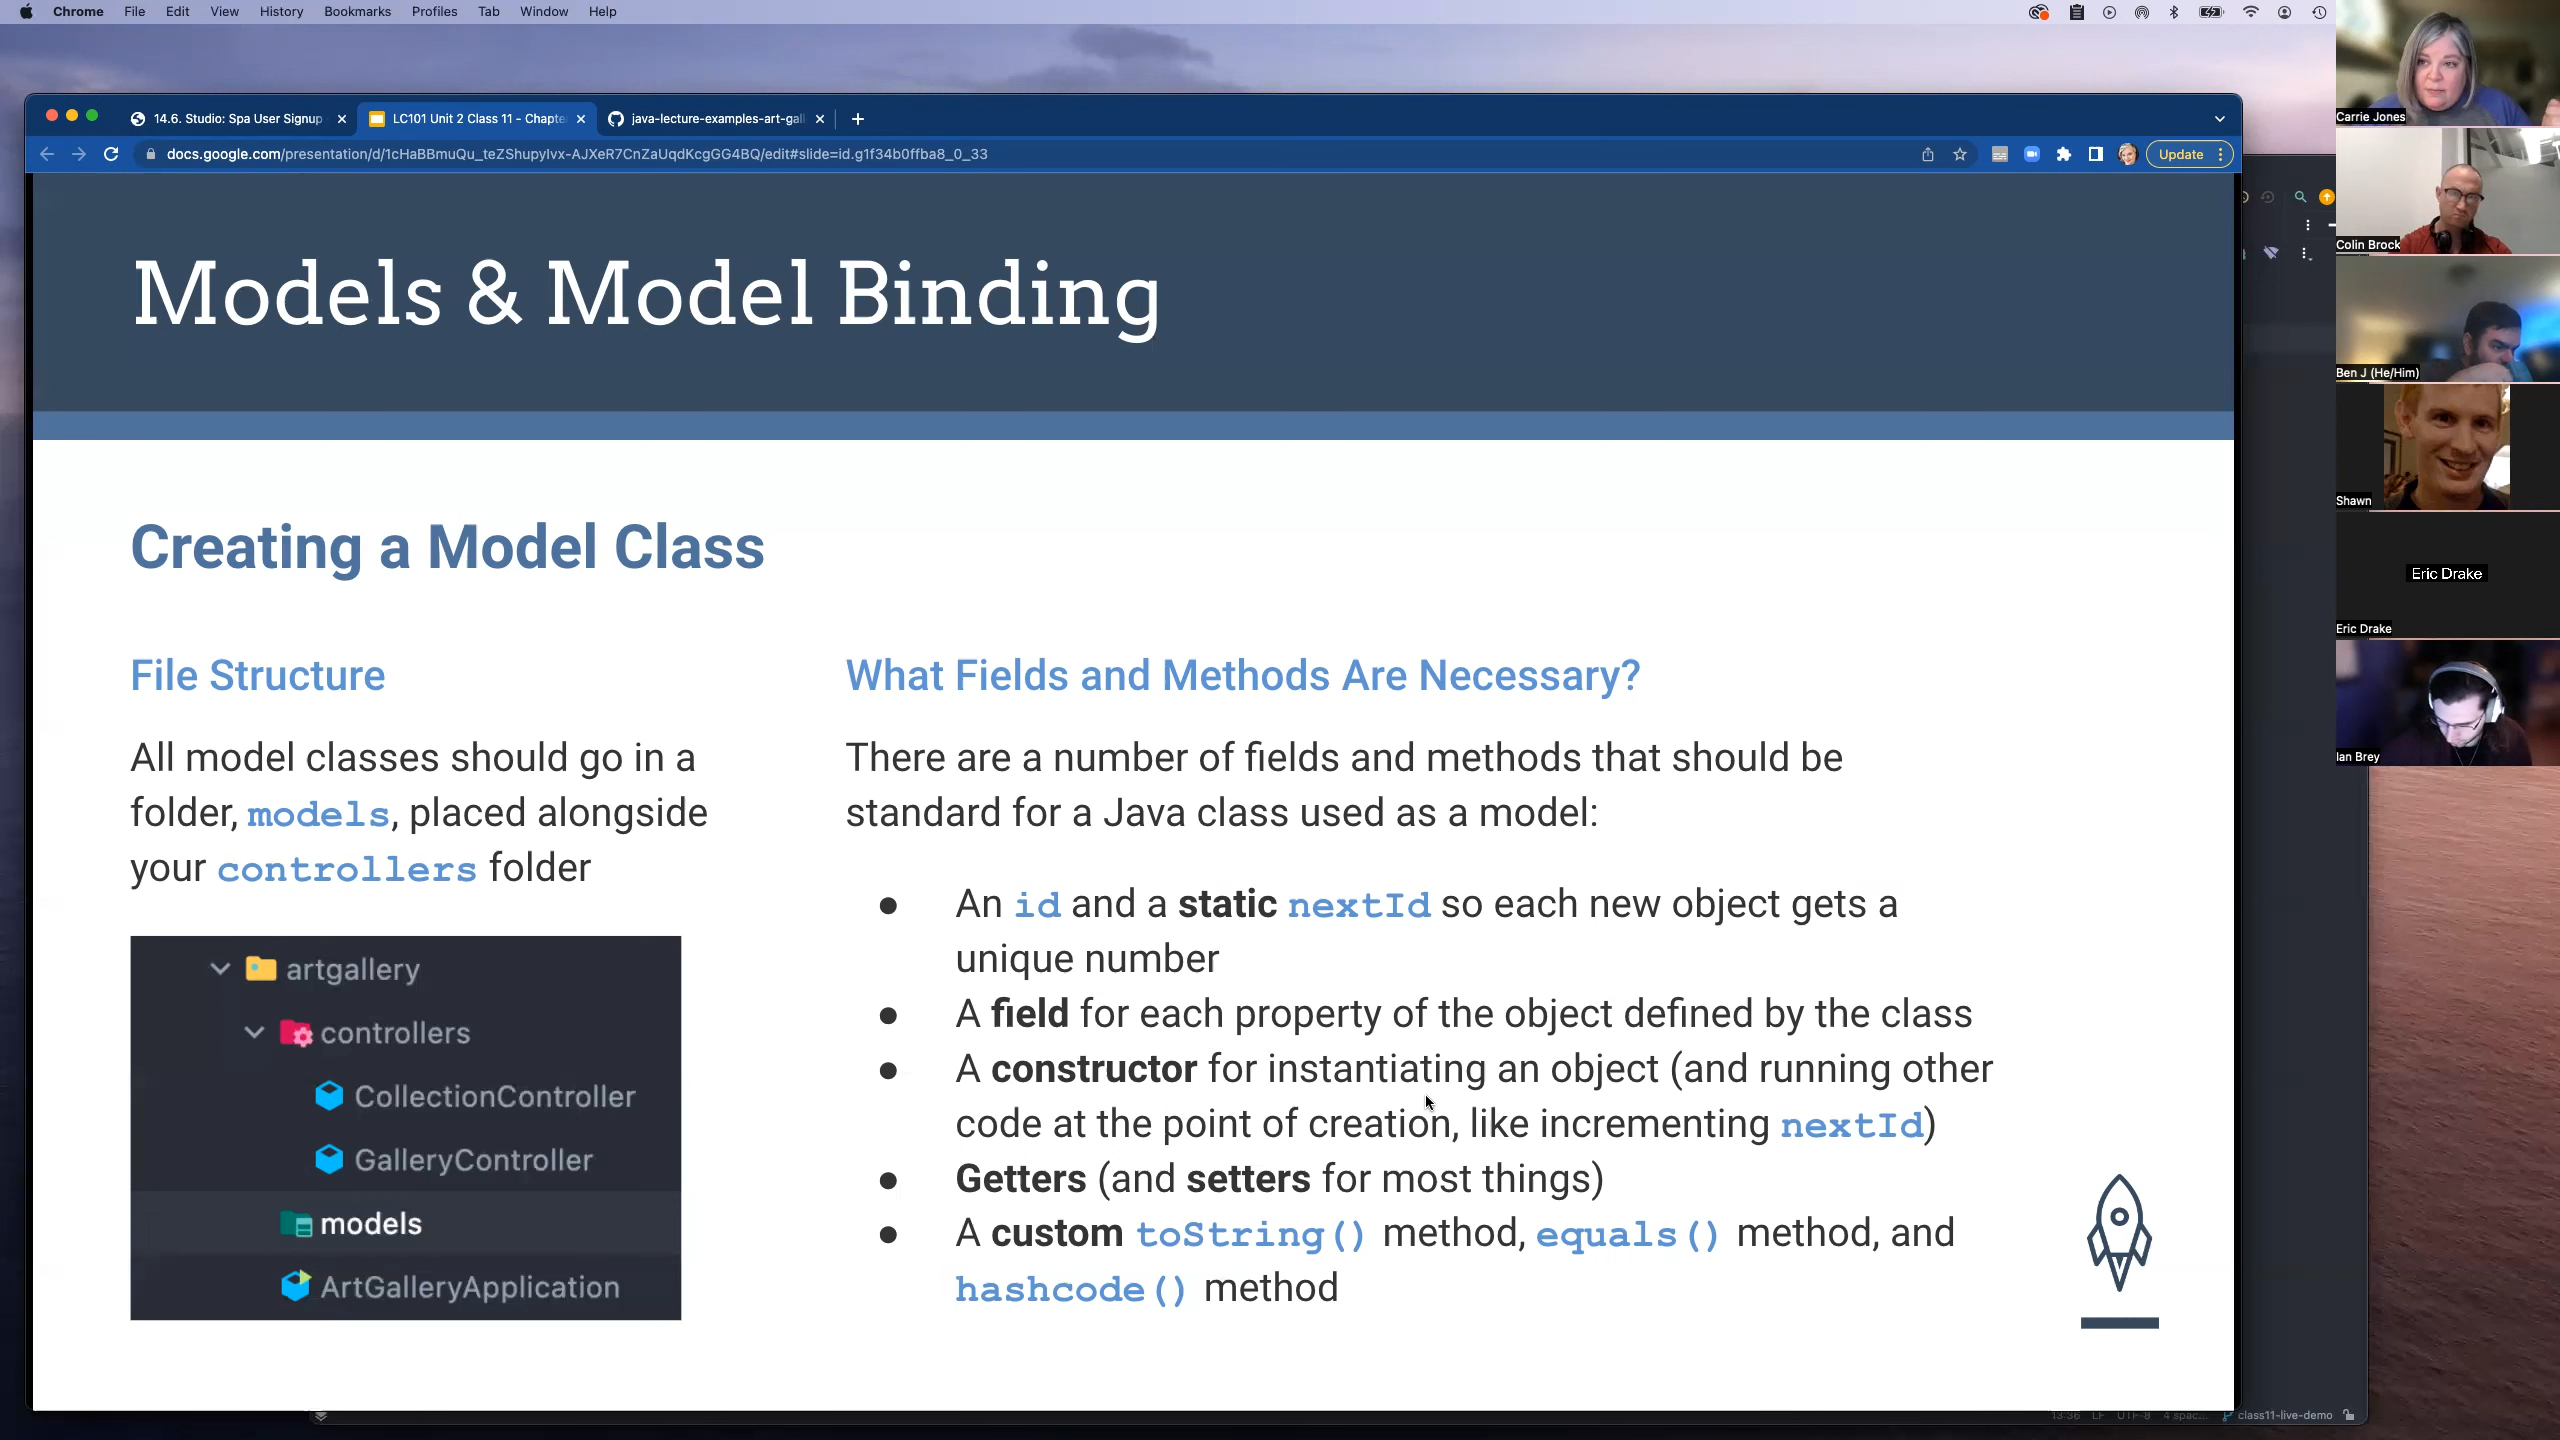 Chrome File Edit View History Bookmarks Profiles Tab Window Help
14.6. Studio: Spa User Signup
LC101 Unit 2 Class 11 - Chapte
java-lecture-examples-art-gall
docs.google.com/presentation/d/1cHaBBmuQu_teZShupyIvx-AJXeR7CnZaUqdKcgGG4BQ/edit#slide=id.g1f34b0ffba8_0_33
Update
Models & Model Binding
Creating a Model Class
File Structure
All model classes should go in a
folder, models, placed alongside
your controllers folder
artgallery
controllers
CollectionController
GalleryController
models
ArtGalleryApplication
What Fields and Methods Are Necessary?
There are a number of fields and methods that should be
standard for a Java class used as a model:
● An id and a static nextId so each new object gets a
unique number
● A field for each property of the object defined by the class
● A constructor for instantiating an object (and running other
code at the point of creation, like incrementing nextId)
● Getters (and setters for most things)
● A custom toString() method, equals() method, and
hashcode() method
Carrie Jones
Colin Brock
Ben J (He/Him)
Shawn
Eric Drake
Eric Drake
Ian Brey
13:36 LF UTF-8 4 spac... class11-live-demo